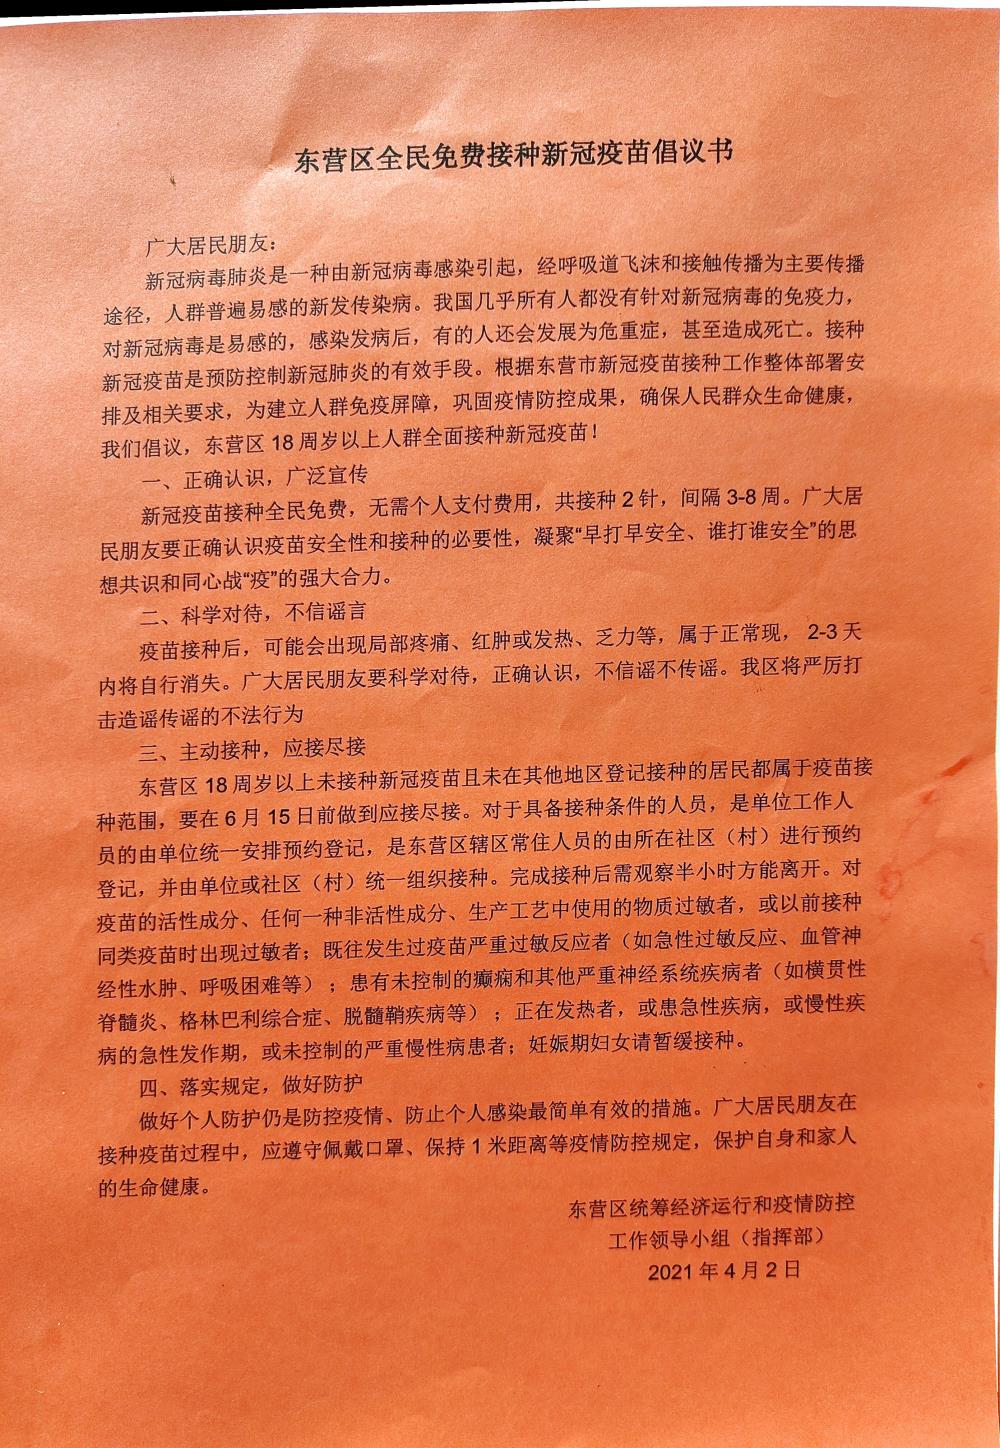 东营区全民免费接种新冠疫苗倡议书
广大居民朋友：
新冠病毒肺炎是一种由新冠病毒感染引起，经呼吸道飞沫和接触传播为主要传播
途径，人群普遍易感的新发传染病。我国几乎所有人都没有针对新冠病毒的免疫力，
对新冠病毒是易感的，感染发病后，有的人还会发展为危重症，甚至造成死亡。接种
新冠疫苗是预防控制新冠肺炎的有效手段。根据东营市新冠疫苗接种工作整体部署安
排及相关要求，为建立人群免疫屏障，巩固疫情防控成果，确保人民群众生命健康，
我们倡议，东营区 18 周岁以上人群全面接种新冠疫苗！
一、正确认识，广泛宣传
新冠疫苗接种全民免费，无需个人支付费用，共接种 2 针，间隔 3-8 周。广大居
民朋友要正确认识疫苗安全性和接种的必要性，凝聚“早打早安全、谁打谁安全”的思
想共识和同心战“疫”的强大合力。
二、科学对待，不信谣言
疫苗接种后，可能会出现局部疼痛、红肿或发热、乏力等，属于正常现， 2-3 天
内将自行消失。广大居民朋友要科学对待，正确认识，不信谣不传谣。我区将严厉打
击造谣传谣的不法行为
三、主动接种，应接尽接
东营区 18 周岁以上未接种新冠疫苗且未在其他地区登记接种的居民都属于疫苗接
种范围，要在 6 月 15 日前做到应接尽接。对于具备接种条件的人员，是单位工作人
员的由单位统一安排预约登记，是东营区辖区常住人员的由所在社区（村）进行预约
登记，并由单位或社区（村）统一组织接种。完成接种后需观察半小时方能离开。对
疫苗的活性成分、任何一种非活性成分、生产工艺中使用的物质过敏者，或以前接种
同类疫苗时出现过敏者；既往发生过疫苗严重过敏反应者（如急性过敏反应、血管神
经性水肿、呼吸困难等）；患有未控制的癫痫和其他严重神经系统疾病者（如横贯性
脊髓炎、格林巴利综合症、脱髓鞘疾病等）；正在发热者，或患急性疾病，或慢性疾
病的急性发作期，或未控制的严重慢性病患者；妊娠期妇女请暂缓接种。
四、落实规定，做好防护
做好个人防护仍是防控疫情、防止个人感染最简单有效的措施。广大居民朋友在
接种疫苗过程中，应遵守佩戴口罩、保持 1 米距离等疫情防控规定，保护自身和家人
的生命健康。
东营区统筹经济运行和疫情防控
工作领导小组（指挥部）
2021 年 4 月 2 日